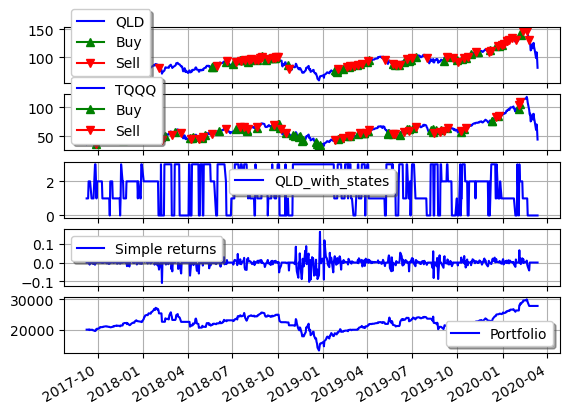 150
100
QLD
Buy
Sell
100
50
TQQQ
Buy
Sell
2
0
QLD_with_states
0.1
0.0
−0.1
Simple returns
30000
20000
Portfolio
2017-10
2018-01
2018-04
2018-07
2018-10
2019-01
2019-04
2019-07
2019-10
2020-01
2020-04